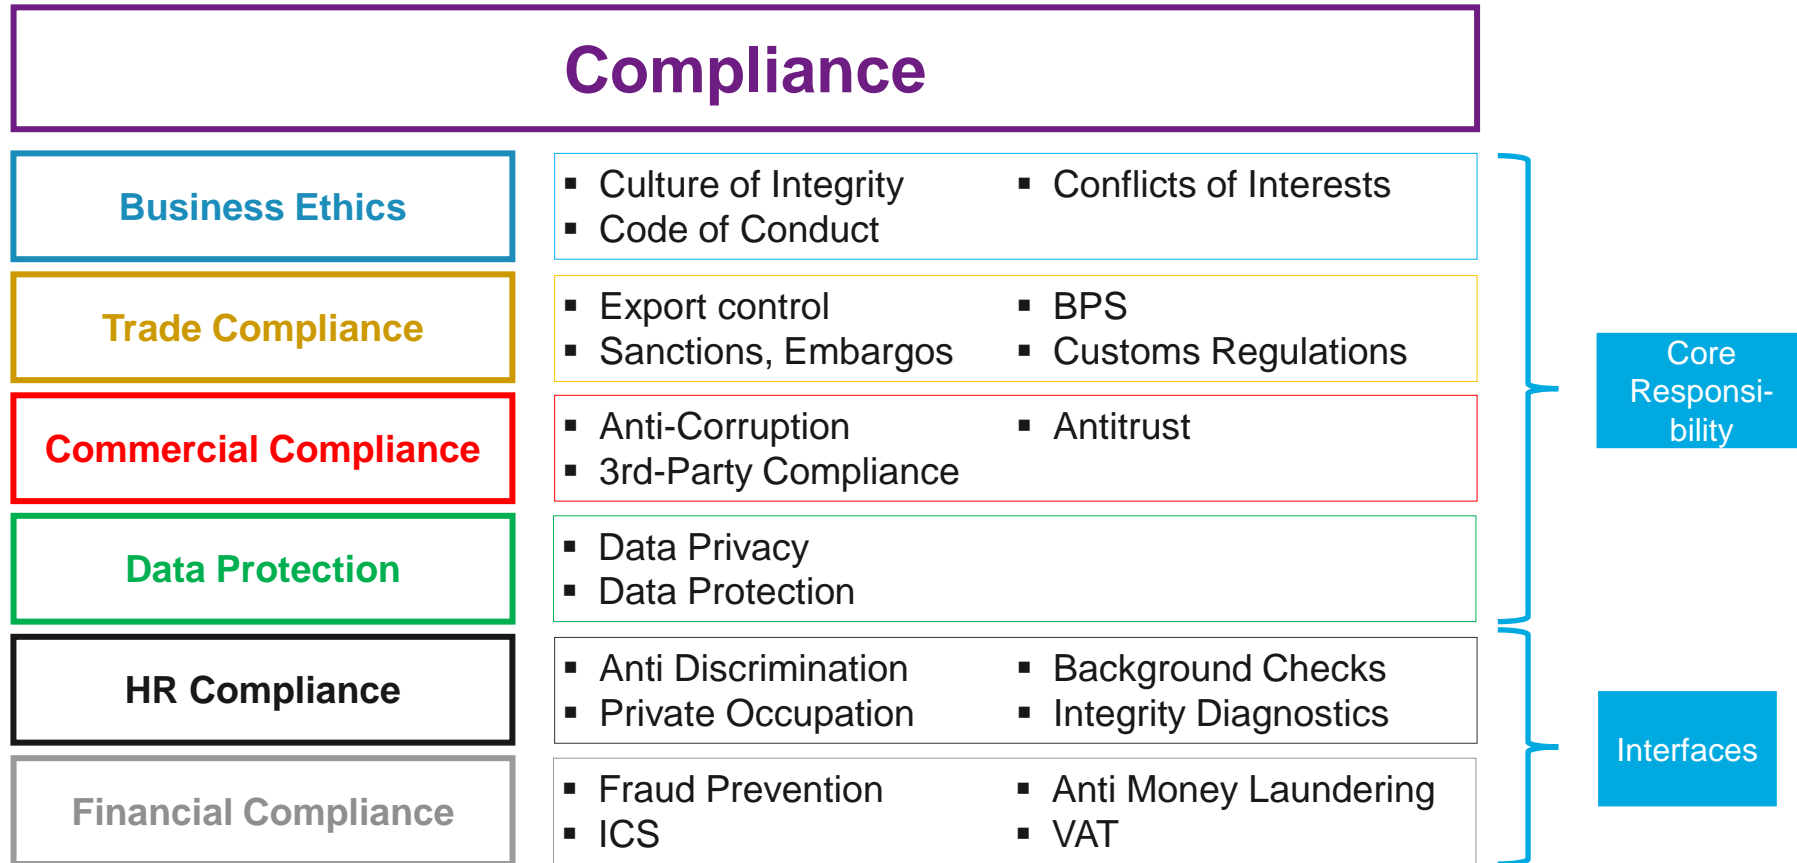 Compliance
Business Ethics
▪ Culture of Integrity
▪ Conflicts of Interests
▪ Code of Conduct
Trade Compliance
▪ Export control
▪ BPS
▪ Sanctions, Embargos
▪ Customs Regulations
Commercial Compliance
▪ Anti-Corruption
▪ Antitrust
▪ 3rd-Party Compliance
Data Protection
▪ Data Privacy
▪ Data Protection
Core
Responsi-
bility
HR Compliance
▪ Anti Discrimination
▪ Background Checks
▪ Private Occupation
▪ Integrity Diagnostics
Financial Compliance
▪ Fraud Prevention
▪ Anti Money Laundering
▪ ICS
▪ VAT
Interfaces